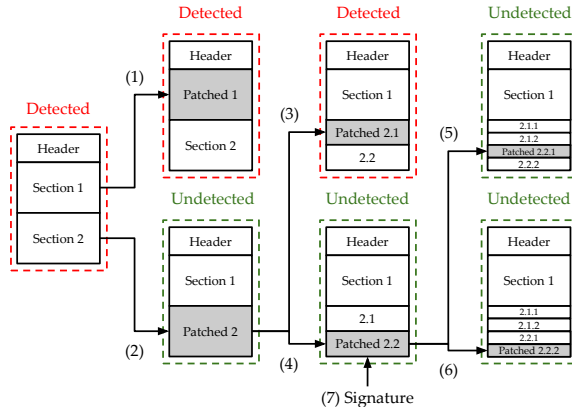 Detected
Header
Section 1
Section 2
(1)
(2)
Detected
Header
Patched 1
Section 2
Undetected
Header
Section 1
Patched 2
(3)
(4)
Detected
Header
Section 1
Patched 2.1
2.2
Undetected
Header
Section 1
2.1
Patched 2.2
(7) Signature
(5)
(6)
Undetected
Header
Section 1
2.1.1
2.1.2
Patched 2.2.1
2.2.2
Undetected
Header
Section 1
2.1.1
2.1.2
2.2.1
Patched 2.2.2